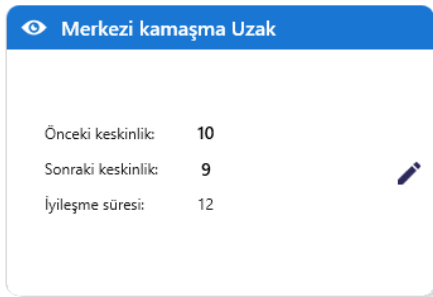 Merkezi kamaşma Uzak
Önceki keskinlik: 10
Sonraki keskinlik: 9
İyileşme süresi: 12